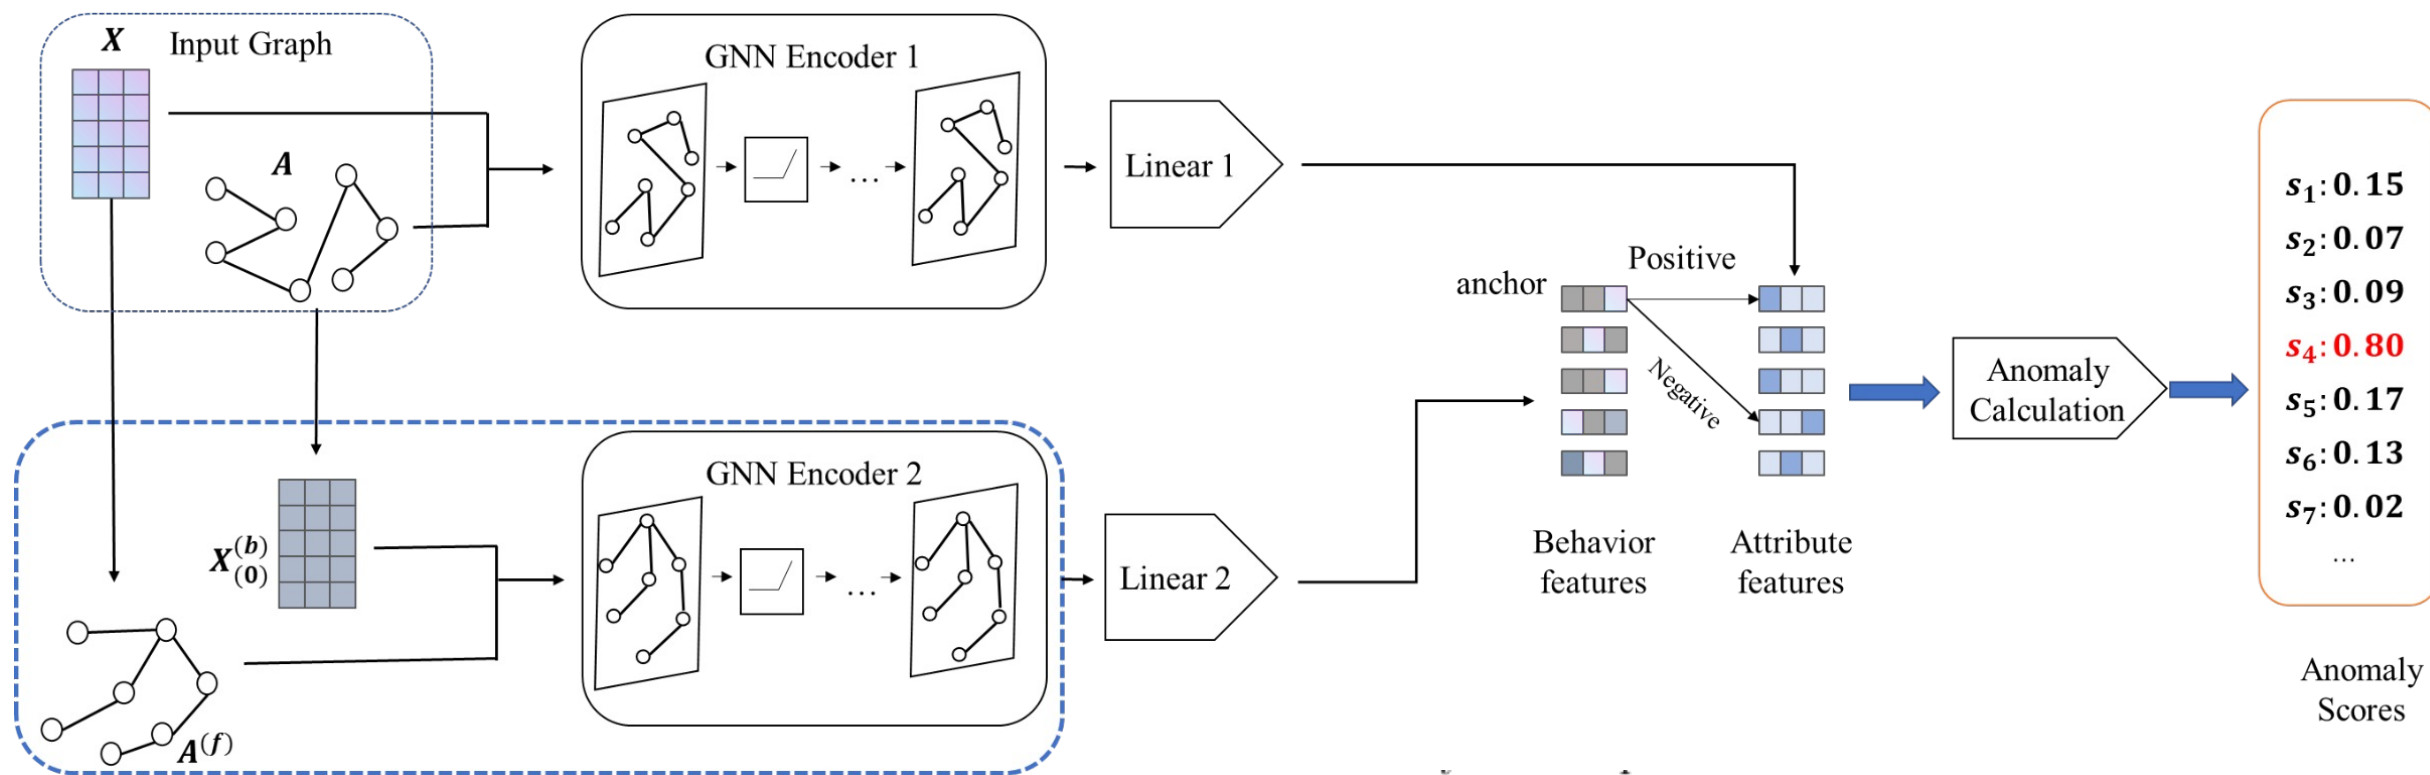 X
Input Graph
A
GNN Encoder 1
...
Linear 1
X(0)(b)
A(f)
GNN Encoder 2
...
Linear 2
anchor
Positive
Negative
Behavior
features
Attribute
features
Anomaly
Calculation
s1: 0.15
s2: 0.07
s3: 0.09
s4: 0.80
s5: 0.17
s6: 0.13
s7: 0.02
...
Anomaly
Scores